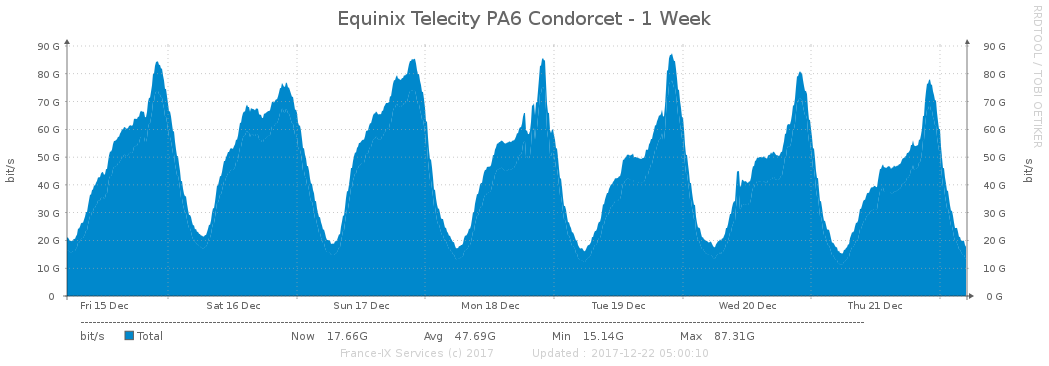 Equinix Telecity PA6 Condorcet - 1 Week
RRDTOOL / TOBI OETIKER
90 G 90 G
80 G 80 G
70 G 70 G
60 G 60 G
50 G 50 G
40 G 40 G
30 G 30 G
20 G 20 G
10 G 10 G
0 0 G
bit/s bit/s
Fri 15 Dec Sat 16 Dec Sun 17 Dec Mon 18 Dec Tue 19 Dec Wed 20 Dec Thu 21 Dec
bit/s Total Now 17.66G Avg 47.69G Min 15.14G Max 87.31G
France-IX Services (c) 2017 Updated : 2017-12-22 05:00:10